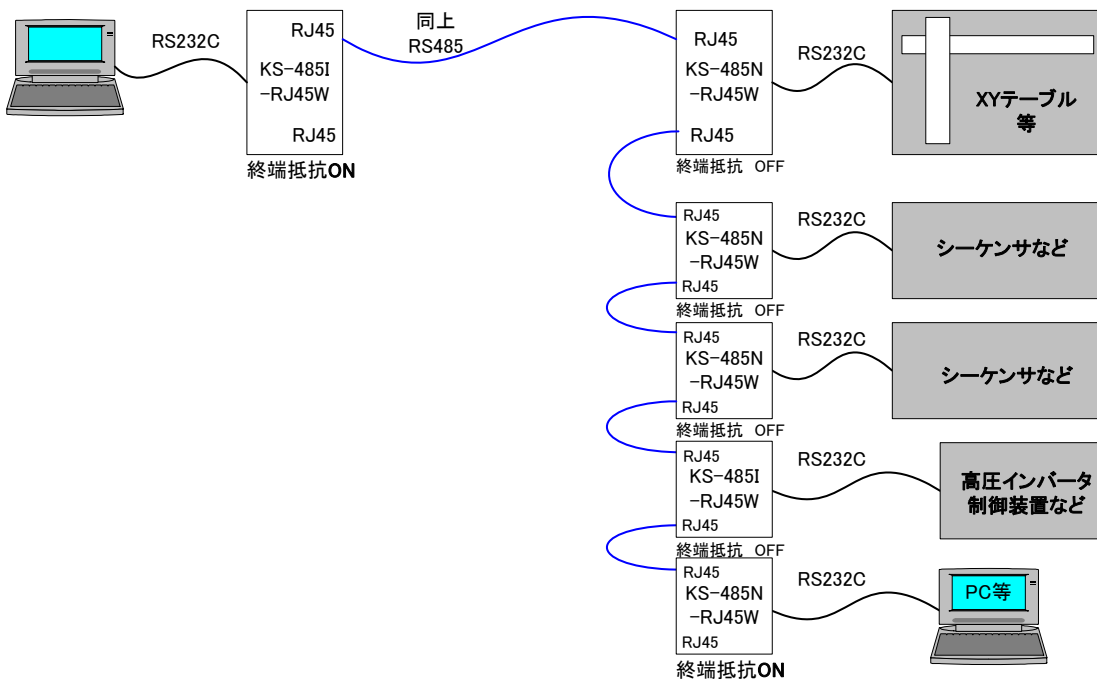 RS232C
RJ45
KS-485I
-RJ45W
RJ45
終端抵抗ON
同上
RS485
RJ45
KS-485N
-RJ45W
RJ45
終端抵抗 OFF
RS232C
XYテーブル
等
RJ45
KS-485N
-RJ45W
RJ45
終端抵抗 OFF
RS232C
シーケンサなど
RJ45
KS-485N
-RJ45W
RJ45
終端抵抗 OFF
RS232C
シーケンサなど
RJ45
KS-485I
-RJ45W
RJ45
終端抵抗 OFF
RS232C
高圧インバータ
制御装置など
RJ45
KS-485N
-RJ45W
RJ45
終端抵抗ON
RS232C
PC等